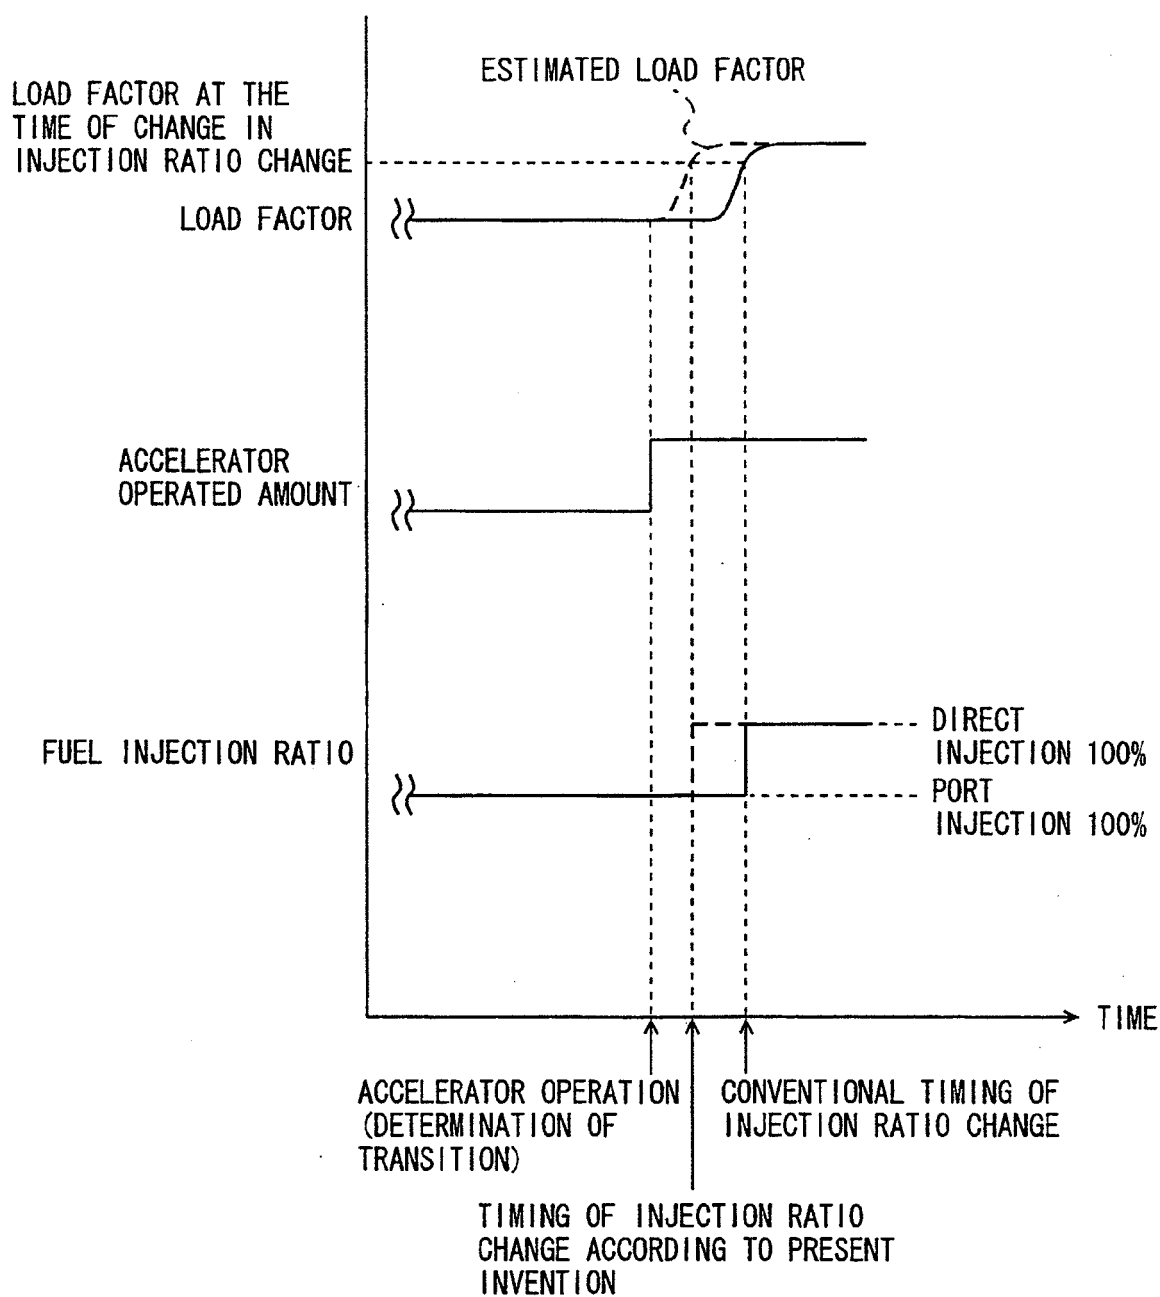 ESTIMATED LOAD FACTOR
LOAD FACTOR AT THE
TIME OF CHANGE IN
INJECTION RATIO CHANGE
LOAD FACTOR
ACCELERATOR
OPERATED AMOUNT
FUEL INJECTION RATIO
DIRECT
INJECTION 100%
PORT
INJECTION 100%
TIME
ACCELERATOR OPERATION
(DETERMINATION OF
TRANSITION)
CONVENTIONAL TIMING OF
INJECTION RATIO CHANGE
TIMING OF INJECTION RATIO
CHANGE ACCORDING TO PRESENT
INVENTION